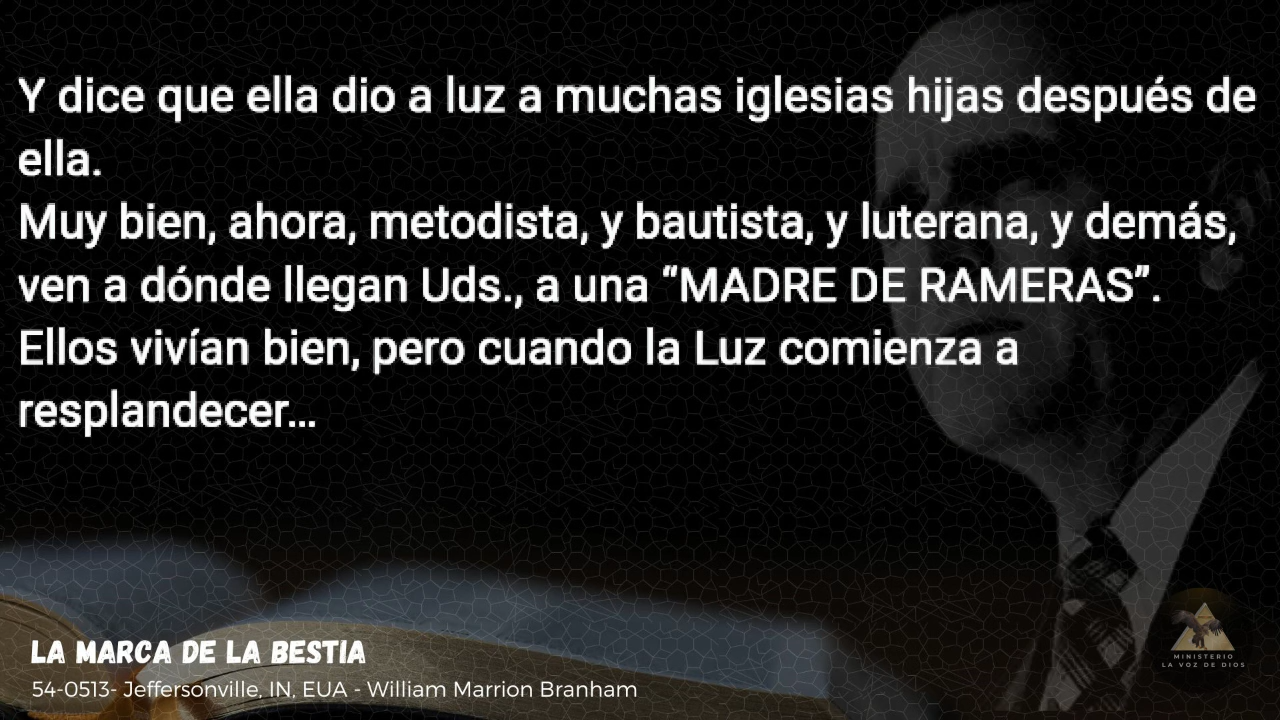 Y dice que ella dio a luz a muchas iglesias hijas después de
ella.
Muy bien, ahora, metodista, y bautista, y luterana, y demás,
ven a dónde llegan Uds., a una “MADRE DE RAMERAS”.
Ellos vivían bien, pero cuando la Luz comienza a
resplandecer...
LA MARCA DE LA BESTIA
54-0513- Jeffersonville, IN, EUA - William Marrion Branham
MINISTERIO
LA VOZ DE DIOS